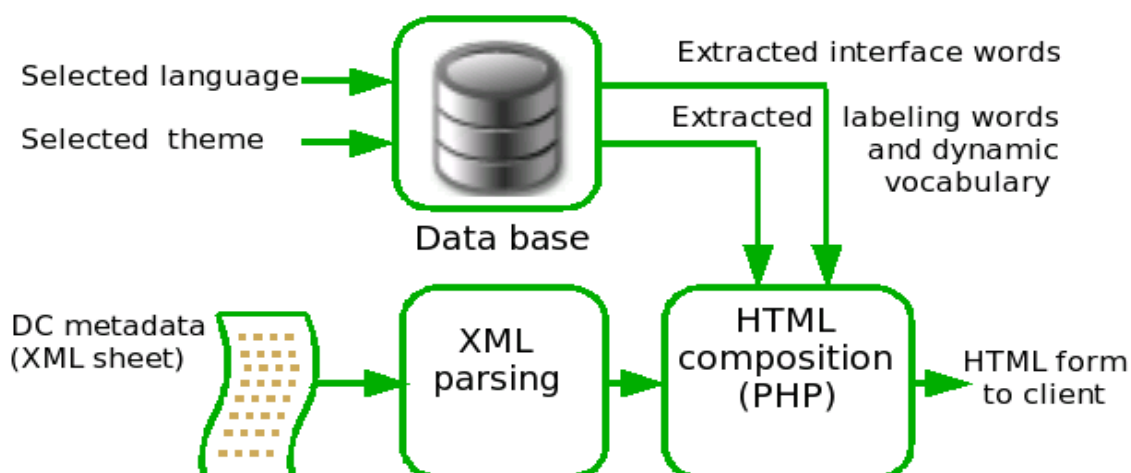 Selected language
Selected theme
Data base
Extracted interface words
Extracted labeling words
and dynamic
vocabulary
DC metadata
(XML sheet)
XML
parsing
HTML
composition
(PHP)
HTML form
to client